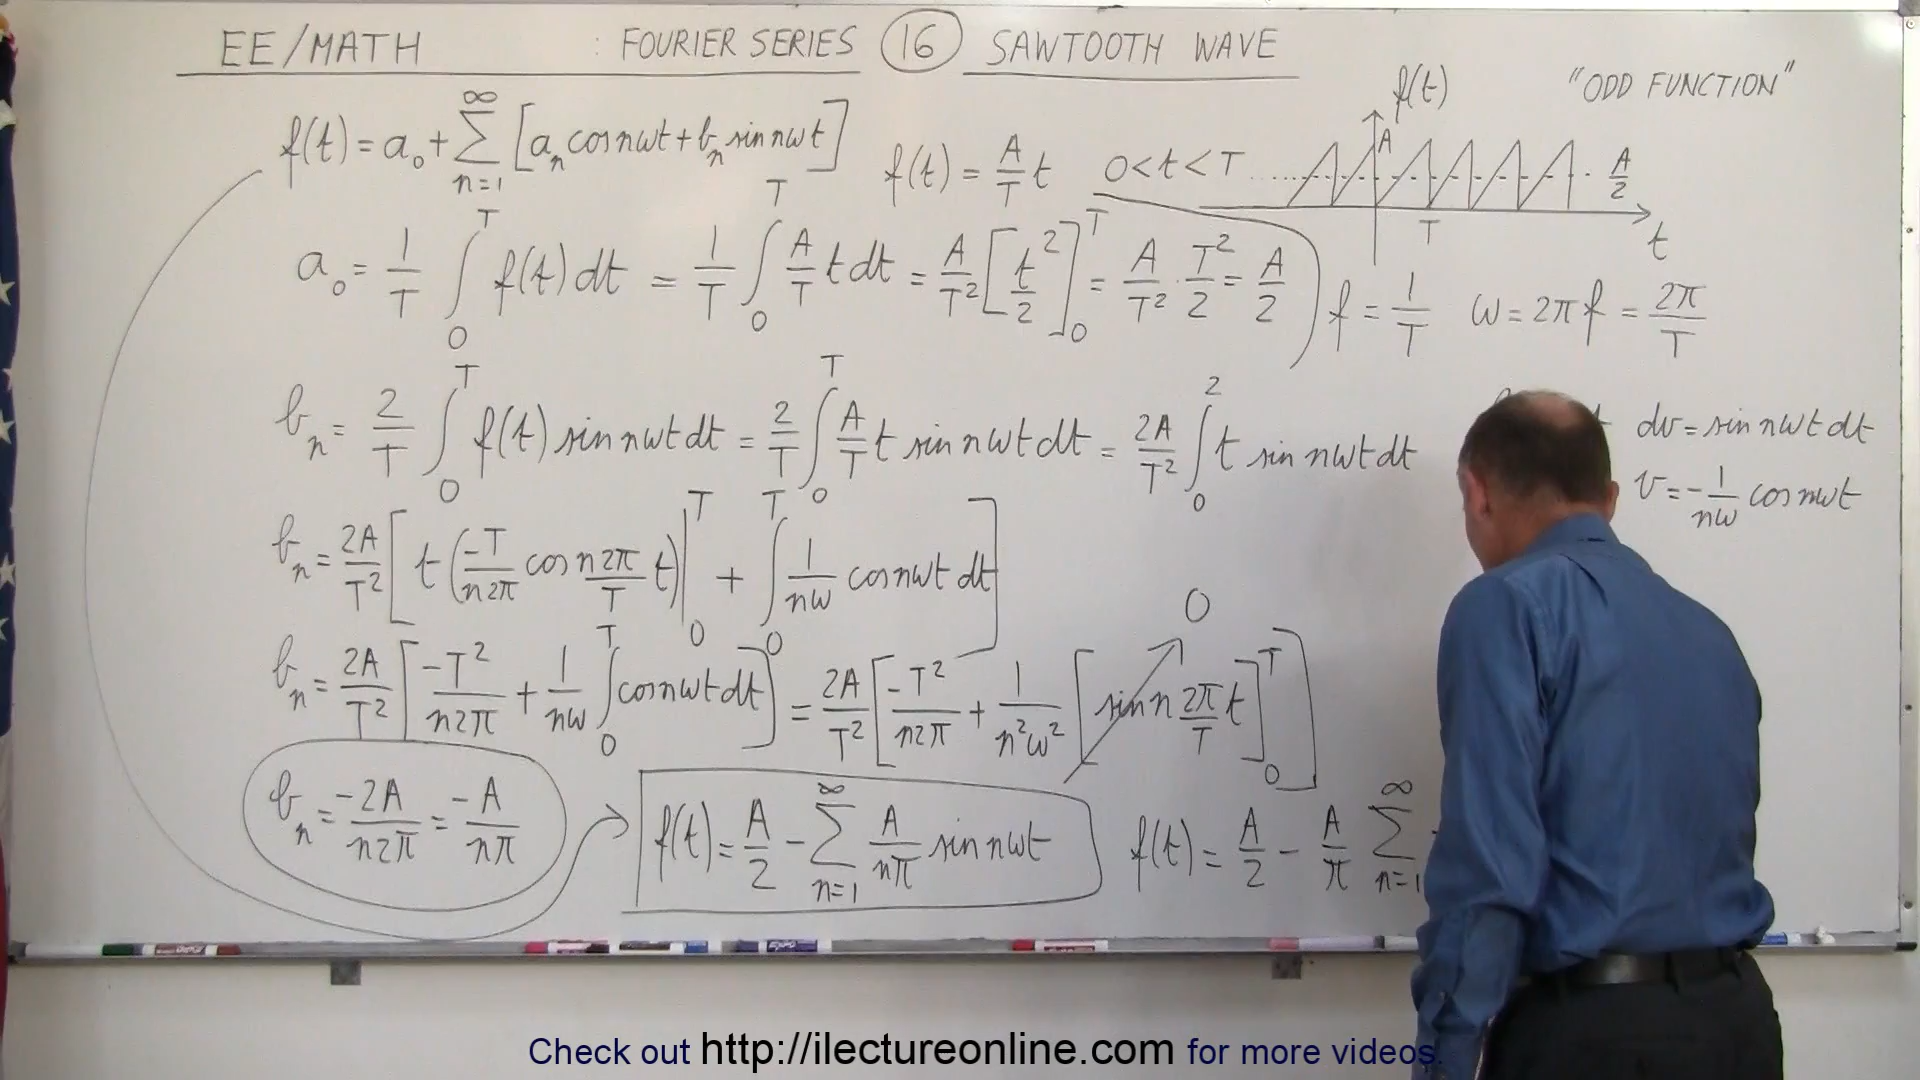 EE/MATH : FOURIER SERIES 16 SAWTOOTH WAVE
f(t) "ODD FUNCTION"
f(t) = a₀ + ∑_{n=1}^{∞} [aₙ cos nωt + bₙ sin nωt] f(t) = A/T t 0<t<T
A A/2
T t
a₀ = 1/T ∫₀ᵀ f(t) dt = 1/T ∫₀ᵀ A/T t dt = A/T² [t²/2]₀ᵀ = A/T² · T²/2 = A/2
f = 1/T ω = 2πf = 2π/T
bₙ = 2/T ∫₀ᵀ f(t) sin nωt dt = 2/T ∫₀ᵀ A/T t sin nωt dt = 2A/T² ∫₀² t sin nωt dt
dv = sin nωt dt
v = -1/nω cos nωt
bₙ = 2A/T² [t (-T/n2π cos n2π/T t)|₀ᵀ + ∫₀ᵀ 1/nω cos nωt dt]
bₙ = 2A/T² [-T²/n2π + 1/nω ∫₀ᵀ cos nωt dt] = 2A/T² [-T²/n2π + 1/n²ω² [sin n 2π/T t]₀ᵀ] 0
bₙ = -2A/n2π = -A/nπ
f(t) = A/2 - ∑_{n=1}^{∞} A/nπ sin nωt
f(t) = A/2 - A/π ∑_{n=1}^{∞}
EXPO
Check out http://ilectureonline.com for more videos.